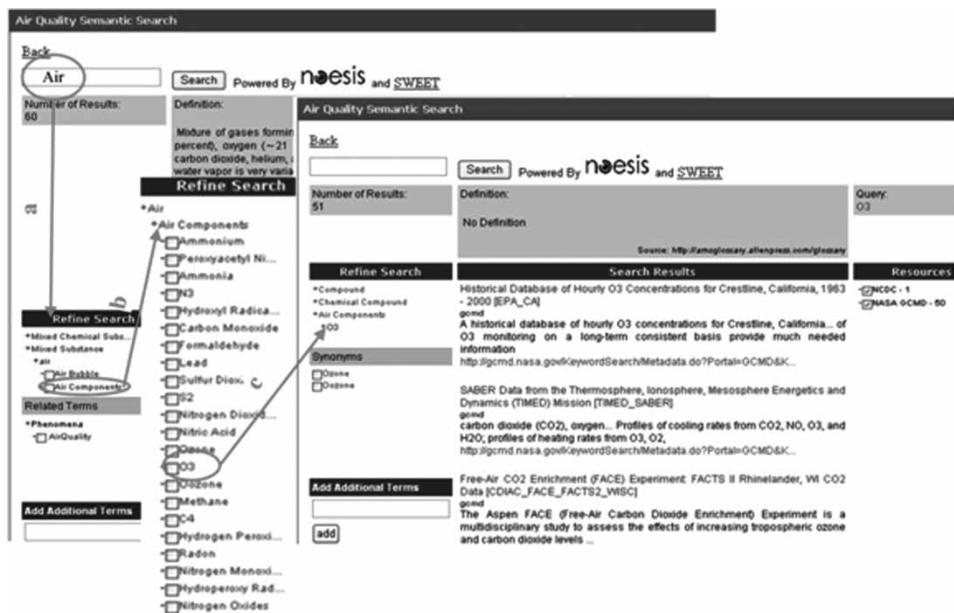 Air Quality Semantic Search
Back
Air
Search Powered By noesis and SWEET
Number of Results:
60
Definition:
Mixture of gases formin
percent), oxygen (~21
carbon dioxide, helium,
water vapor is very varia
a
b
c
Refine Search
*Mixed Chemical Subs...
*Mixed Substance
*air
Air Bubble
Air Components
Related Terms
*Phenomena
AirQuality
Add Additional Terms
Refine Search
*Air
*Air Components
Ammonium
Peroxyacetyl Ni...
Ammonia
N3
Hydroxyl Radica...
Carbon Monoxide
Formaldehyde
Lead
Sulfur Diox.
S2
Nitrogen Dioxid...
Nitric Acid
Ozone
O3
Oozone
Methane
C4
Hydrogen Peroxi...
Radon
Nitrogen Monoxi...
Hydroperoxy Rad...
Nitrogen Oxides
Air Quality Semantic Search
Back
Search Powered By noesis and SWEET
Number of Results:
51
Definition:
No Definition
Source: http://amsglossary.allenpress.com/glossary
Query:
O3
Refine Search
*Compound
*Chemical Compound
*Air Components
*O3
Synonyms
Ozone
Oozone
Add Additional Terms
add
Search Results
Historical Database of Hourly O3 Concentrations for Crestline, California, 1963
- 2000 [EPA_CA]
gcmd
A historical database of hourly O3 concentrations for Crestline, California... of
O3 monitoring on a long-term consistent basis provide much needed
information
http://gcmd.nasa.gov/KeywordSearch/Metadata.do?Portal=GCMD&K...
SABER Data from the Thermosphere, Ionosphere, Mesosphere Energetics and
Dynamics (TIMED) Mission [TIMED_SABER]
gcmd
carbon dioxide (CO2), oxygen... Profiles of cooling rates from CO2, NO, O3, and
H2O; profiles of heating rates from O3, O2,
http://gcmd.nasa.gov/KeywordSearch/Metadata.do?Portal=GCMD&K...
Free-Air CO2 Enrichment (FACE) Experiment: FACTS II Rhinelander, WI CO2
Data [CDIAC_FACE_FACTS2_WISC]
gcmd
The Aspen FACE (Free-Air Carbon Dioxide Enrichment) Experiment is a
multidisciplinary study to assess the effects of increasing tropospheric ozone
and carbon dioxide levels ...
Resources
NCDC - 1
NASA GCMD - 50